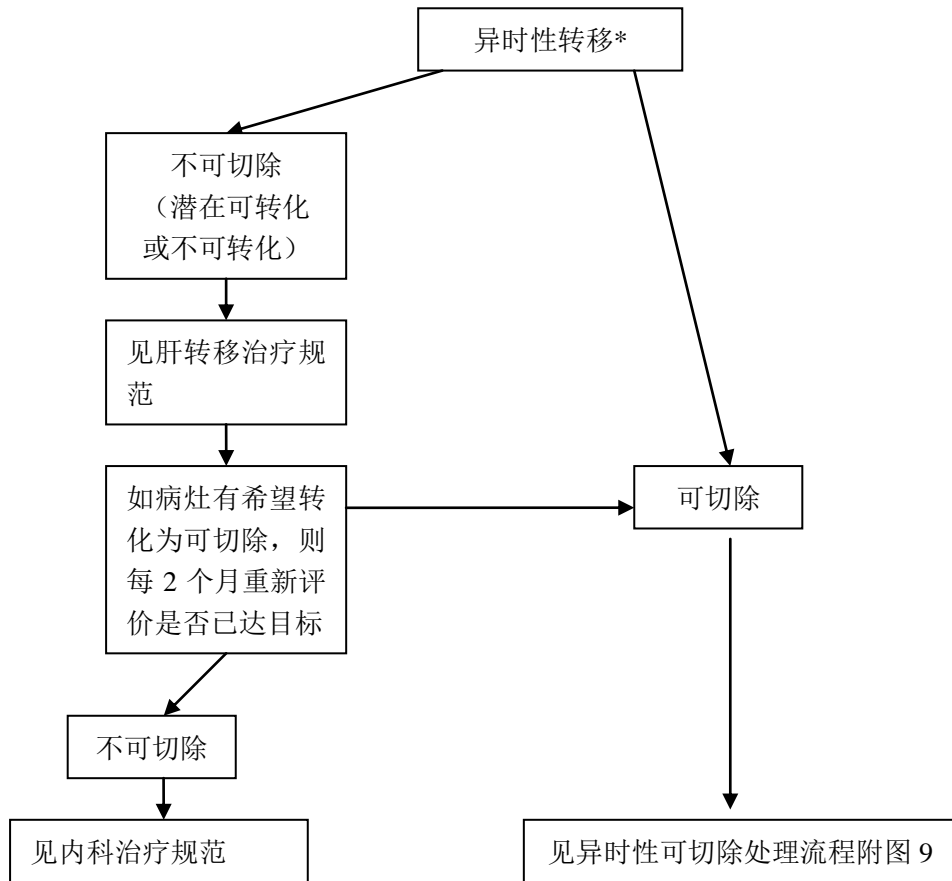 异时性转移*
不可切除
（潜在可转化
或不可转化）
见肝转移治疗规
范
如病灶有希望转
化为可切除，则
每 2 个月重新评
价是否已达目标
可切除
不可切除
见内科治疗规范
见异时性可切除处理流程附图 9